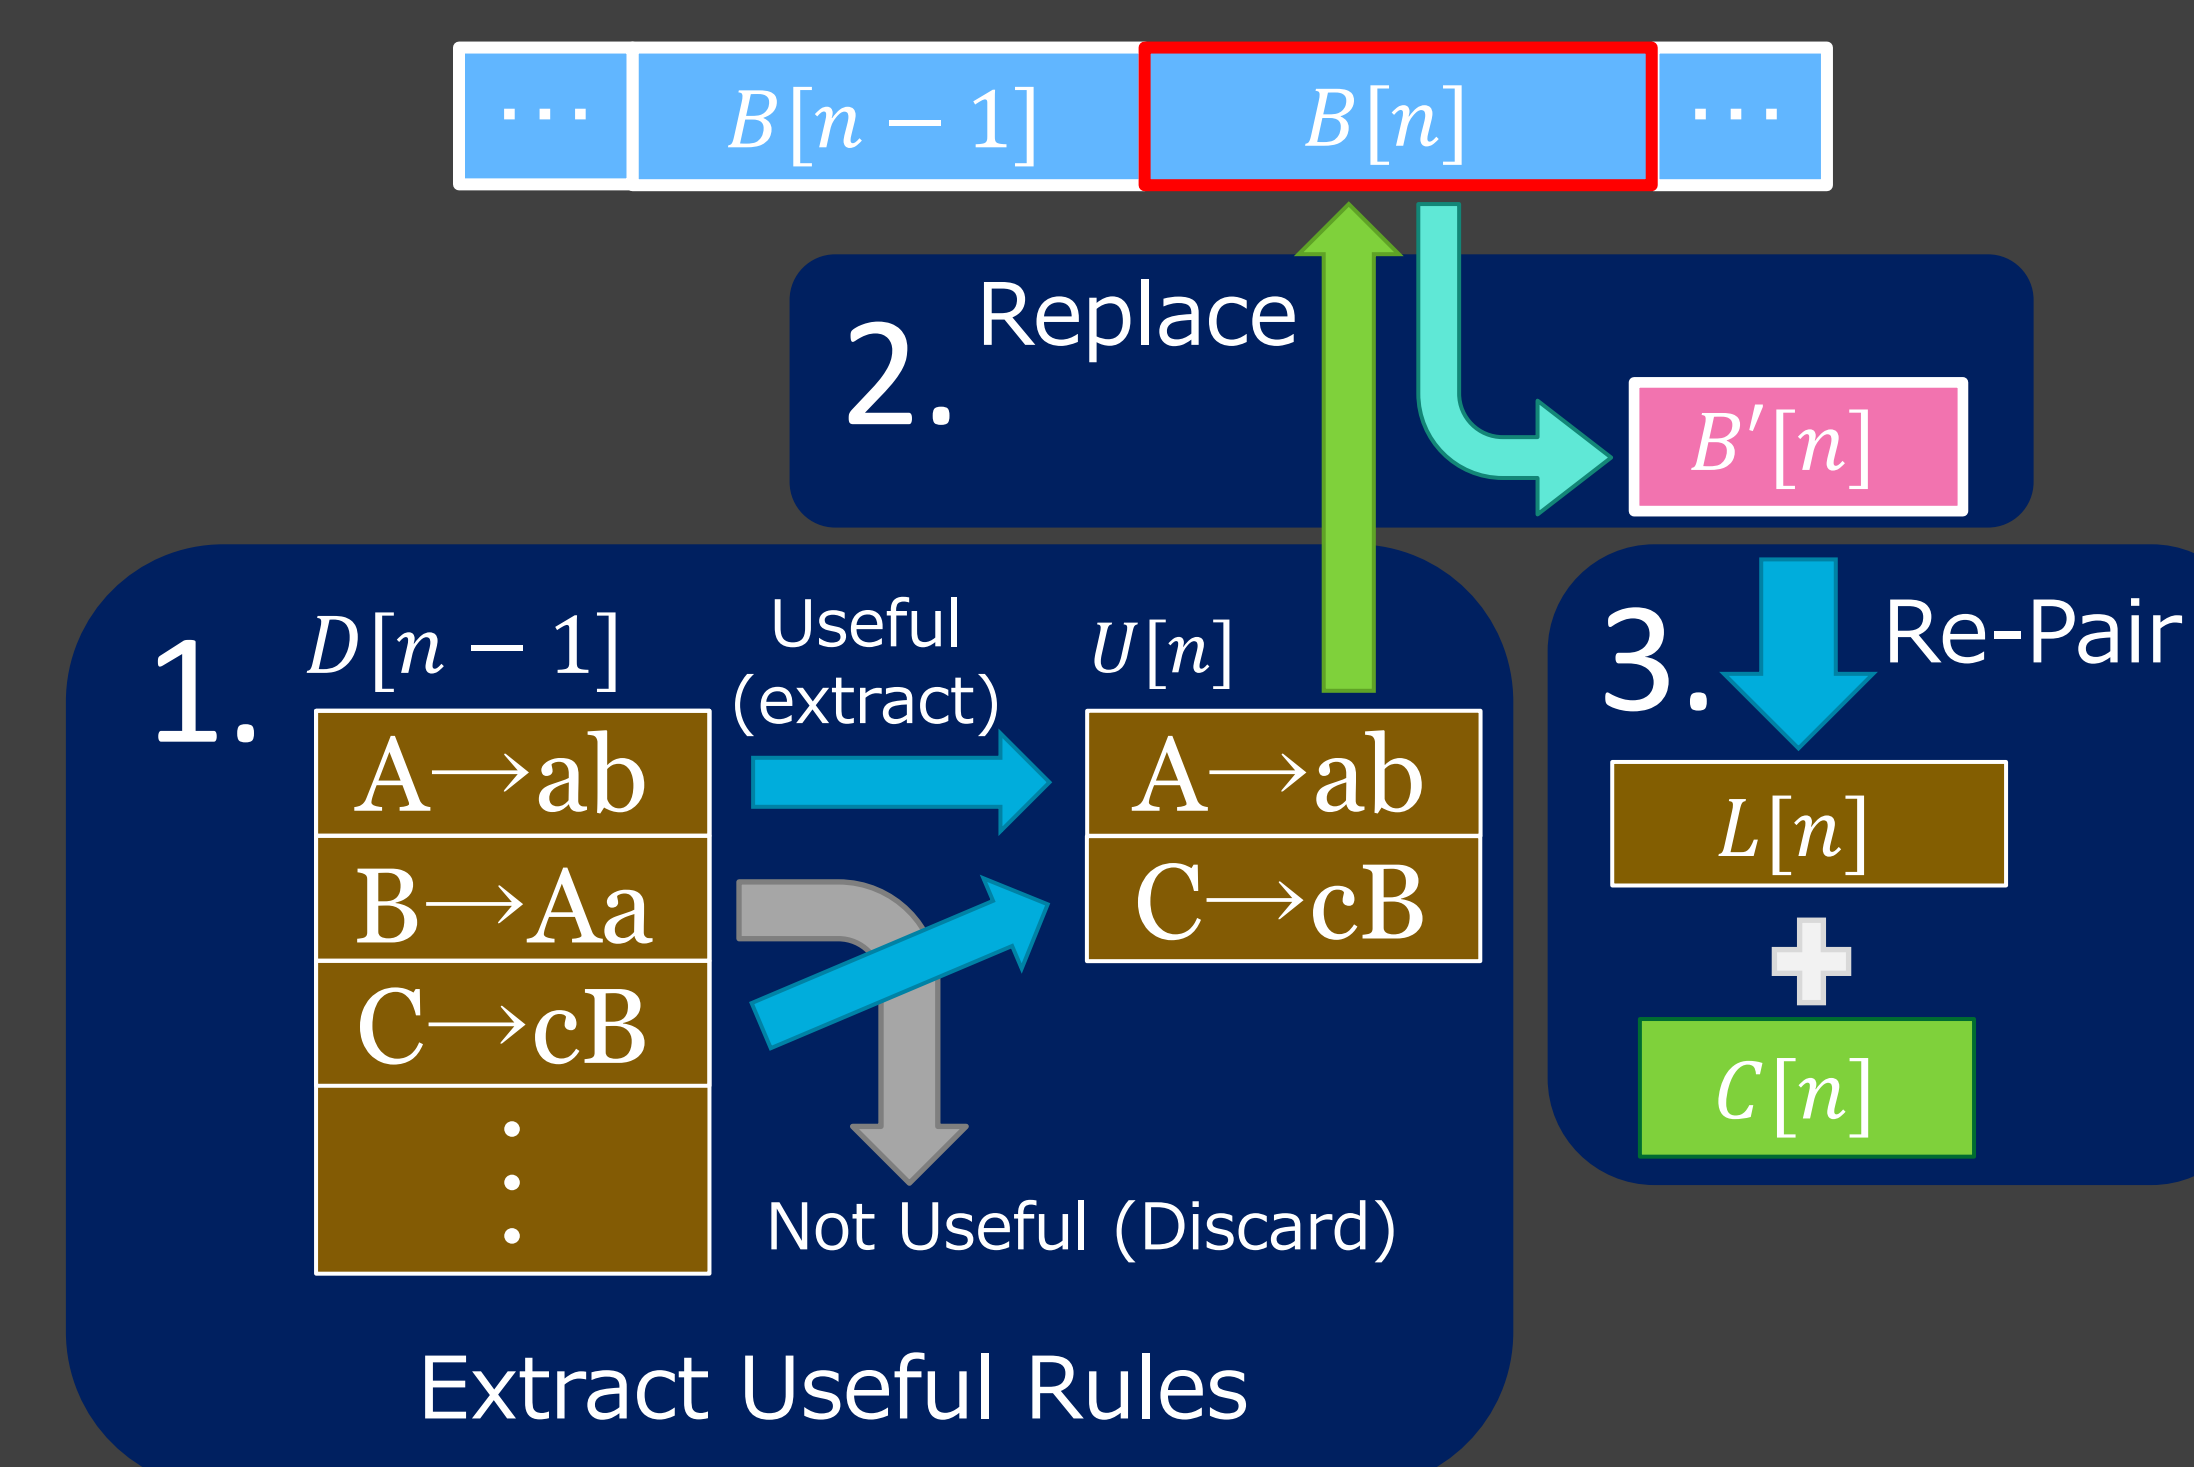 ⋯ B[n − 1] B[n] ⋯
2. Replace
B′[n]
1. D[n − 1]
Useful
(extract)
U[n]
A→ab
B→Aa
C→cB
⋮
A→ab
C→cB
Not Useful (Discard)
Extract Useful Rules
3. Re-Pair
L[n]
+
C[n]